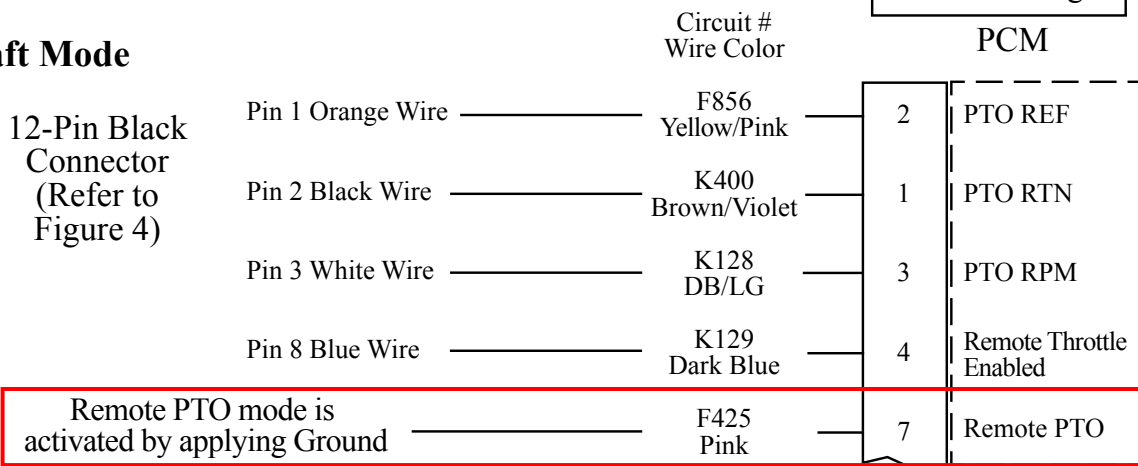 Circuit #
Wire Color
PCM
ft Mode
12-Pin Black
Connector
(Refer to
Figure 4)
Pin 1 Orange Wire
F856
Yellow/Pink
2
PTO REF
Pin 2 Black Wire
K400
Brown/Violet
1
PTO RTN
Pin 3 White Wire
K128
DB/LG
3
PTO RPM
Pin 8 Blue Wire
K129
Dark Blue
4
Remote Throttle
Enabled
Remote PTO mode is
activated by applying Ground
F425
Pink
7
Remote PTO